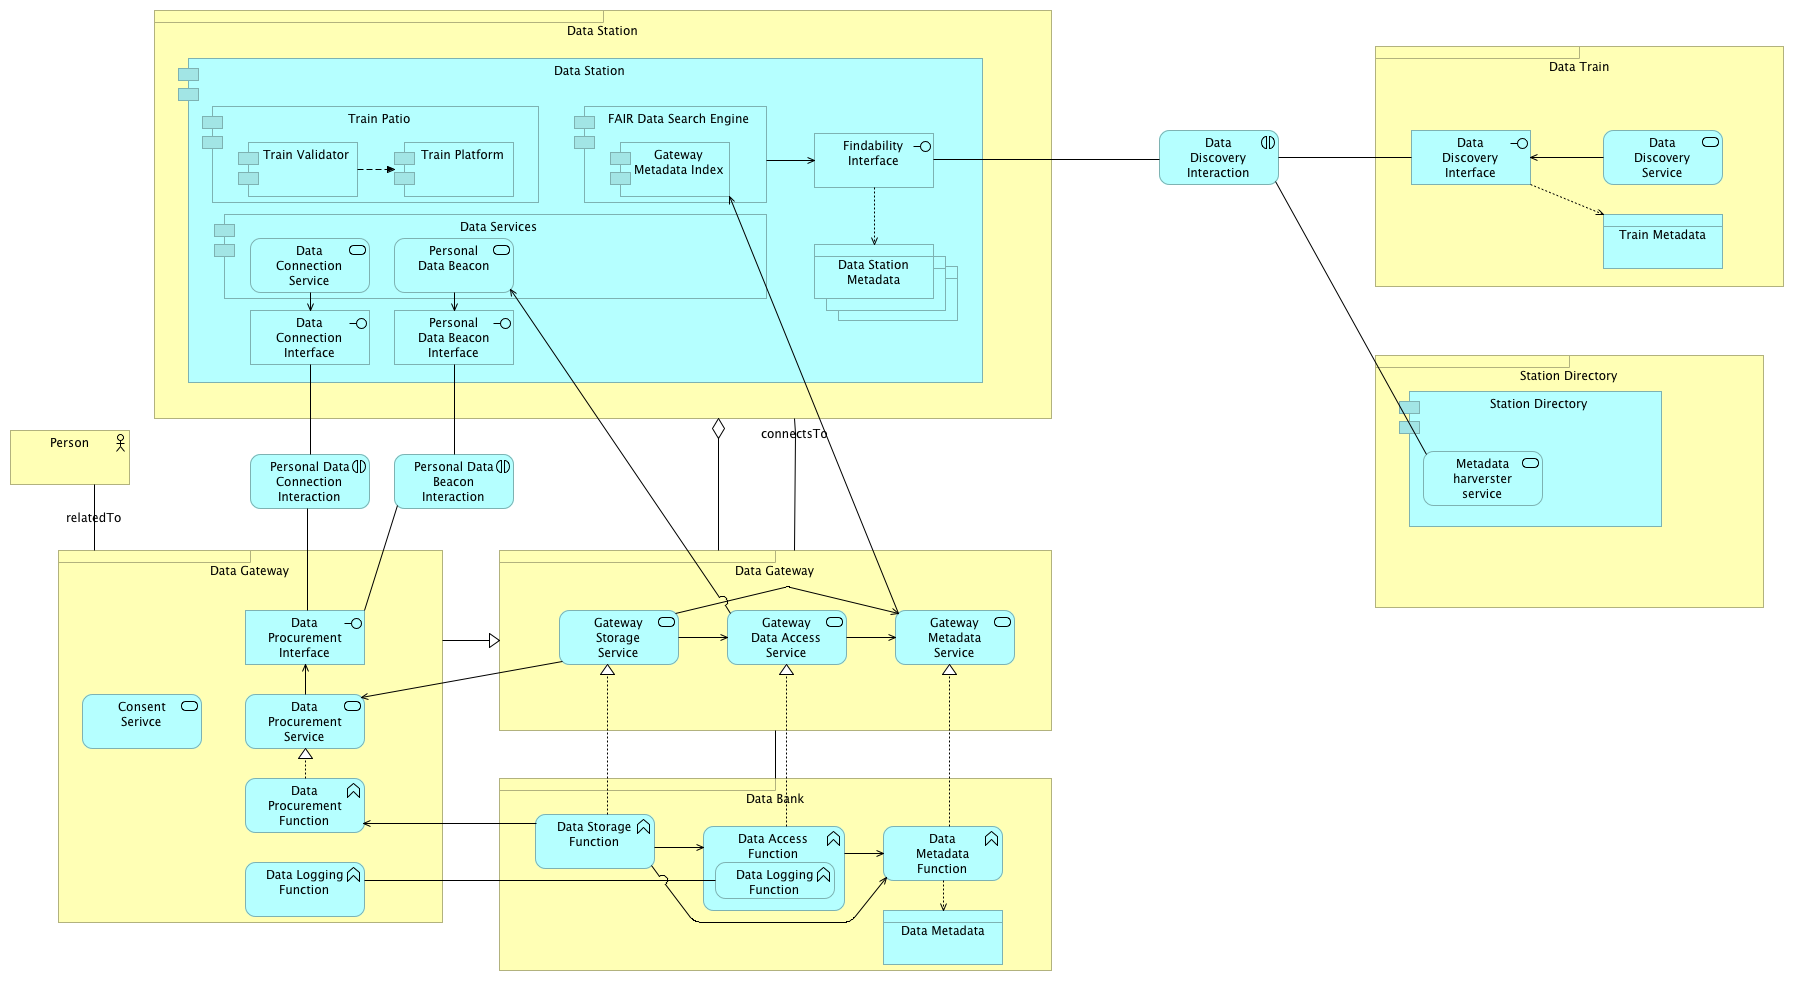 Data Station
Data Station
Train Patio
Train Validator
Train Platform
FAIR Data Search Engine
Gateway
Metadata Index
Findability
Interface
Data Services
Data
Connection
Service
Personal
Data Beacon
Data Station
Metadata
Data
Connection
Interface
Personal
Data Beacon
Interface
Data
Discovery
Interaction
Data Train
Data
Discovery
Interface
Data
Discovery
Service
Train Metadata
Station Directory
Station Directory
Metadata
harverster
service
Person
relatedTo
connectsTo
Personal Data
Connection
Interaction
Personal Data
Beacon
Interaction
Data Gateway
Data
Procurement
Interface
Consent
Serivce
Data
Procurement
Service
Data
Procurement
Function
Data Logging
Function
Data Gateway
Gateway
Storage
Service
Gateway
Data Access
Service
Gateway
Metadata
Service
Data Bank
Data Storage
Function
Data Access
Function
Data Logging
Function
Data
Metadata
Function
Data Metadata